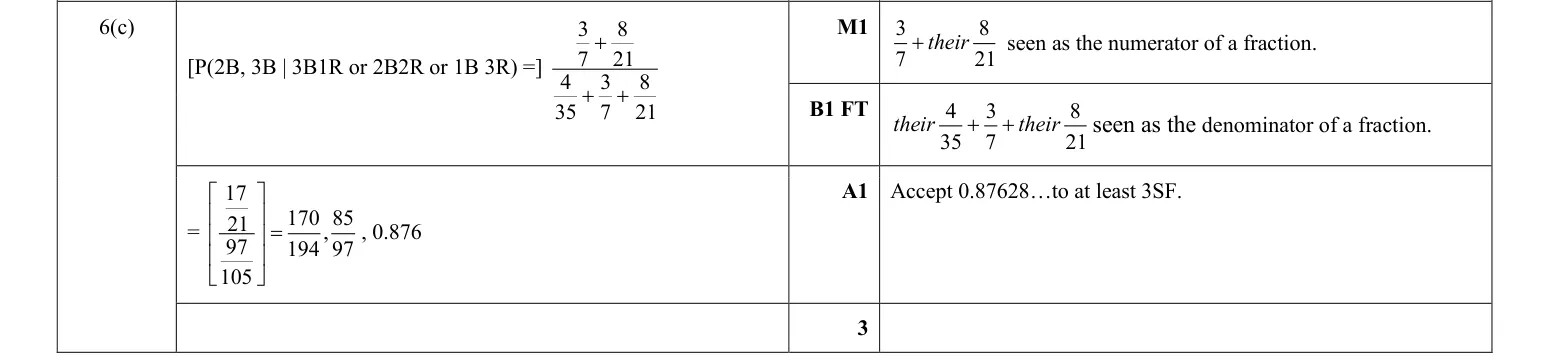 6(c)
[P(2B, 3B | 3B1R or 2B2R or 1B 3R) =] (3/7 + 8/21) / (4/35 + 3/7 + 8/21)
M1
3/7 + their 8/21 seen as the numerator of a fraction.
B1 FT
their 4/35 + 3/7 + their 8/21 seen as the denominator of a fraction.
= [(17/21) / (97/105)] = 170/194, 85/97 , 0.876
A1
Accept 0.87628…to at least 3SF.
3